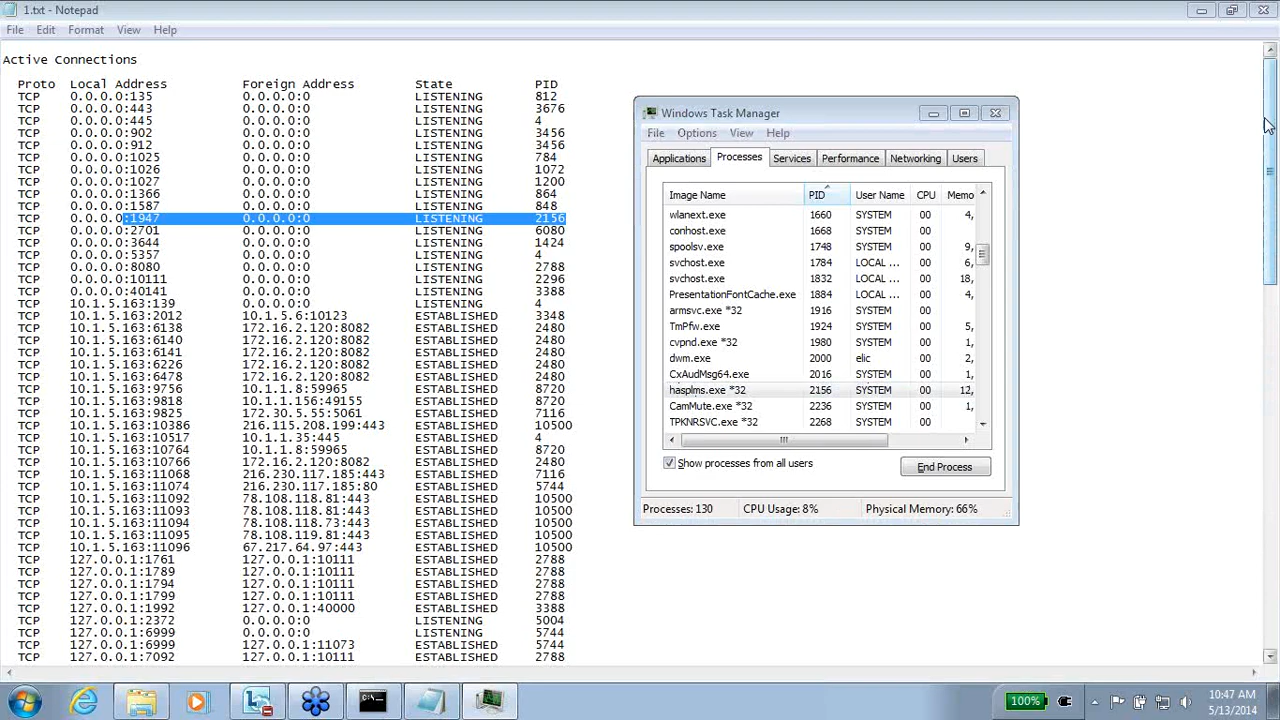 1.txt - Notepad
File Edit Format View Help
Active Connections
Proto Local Address Foreign Address State PID
TCP 0.0.0.0:135 0.0.0.0:0 LISTENING 812
TCP 0.0.0.0:443 0.0.0.0:0 LISTENING 3676
TCP 0.0.0.0:445 0.0.0.0:0 LISTENING 4
TCP 0.0.0.0:902 0.0.0.0:0 LISTENING 3456
TCP 0.0.0.0:912 0.0.0.0:0 LISTENING 3456
TCP 0.0.0.0:1025 0.0.0.0:0 LISTENING 784
TCP 0.0.0.0:1026 0.0.0.0:0 LISTENING 1072
TCP 0.0.0.0:1027 0.0.0.0:0 LISTENING 1200
TCP 0.0.0.0:1366 0.0.0.0:0 LISTENING 864
TCP 0.0.0.0:1587 0.0.0.0:0 LISTENING 848
TCP 0.0.0.0:1947 0.0.0.0:0 LISTENING 2156
TCP 0.0.0.0:2701 0.0.0.0:0 LISTENING 6080
TCP 0.0.0.0:3644 0.0.0.0:0 LISTENING 1424
TCP 0.0.0.0:5357 0.0.0.0:0 LISTENING 4
TCP 0.0.0.0:8080 0.0.0.0:0 LISTENING 2788
TCP 0.0.0.0:10111 0.0.0.0:0 LISTENING 2296
TCP 0.0.0.0:40141 0.0.0.0:0 LISTENING 3388
TCP 10.1.5.163:139 0.0.0.0:0 LISTENING 4
TCP 10.1.5.163:2012 10.1.5.6:10123 ESTABLISHED 3348
TCP 10.1.5.163:6138 172.16.2.120:8082 ESTABLISHED 2480
TCP 10.1.5.163:6140 172.16.2.120:8082 ESTABLISHED 2480
TCP 10.1.5.163:6141 172.16.2.120:8082 ESTABLISHED 2480
TCP 10.1.5.163:6226 172.16.2.120:8082 ESTABLISHED 2480
TCP 10.1.5.163:6478 172.16.2.120:8082 ESTABLISHED 2480
TCP 10.1.5.163:9756 10.1.1.8:59965 ESTABLISHED 8720
TCP 10.1.5.163:9818 10.1.1.156:49155 ESTABLISHED 8720
TCP 10.1.5.163:9825 172.30.5.55:5061 ESTABLISHED 7116
TCP 10.1.5.163:10386 216.115.208.199:443 ESTABLISHED 10500
TCP 10.1.5.163:10517 10.1.1.35:445 ESTABLISHED 4
TCP 10.1.5.163:10764 10.1.1.8:59965 ESTABLISHED 8720
TCP 10.1.5.163:10766 172.16.2.120:8082 ESTABLISHED 2480
TCP 10.1.5.163:11068 216.230.117.185:443 ESTABLISHED 7116
TCP 10.1.5.163:11074 216.230.117.185:80 ESTABLISHED 5744
TCP 10.1.5.163:11092 78.108.118.81:443 ESTABLISHED 10500
TCP 10.1.5.163:11093 78.108.118.81:443 ESTABLISHED 10500
TCP 10.1.5.163:11094 78.108.118.73:443 ESTABLISHED 10500
TCP 10.1.5.163:11095 78.108.119.81:443 ESTABLISHED 10500
TCP 10.1.5.163:11096 67.217.64.97:443 ESTABLISHED 10500
TCP 127.0.0.1:1761 127.0.0.1:10111 ESTABLISHED 2788
TCP 127.0.0.1:1789 127.0.0.1:10111 ESTABLISHED 2788
TCP 127.0.0.1:1794 127.0.0.1:10111 ESTABLISHED 2788
TCP 127.0.0.1:1799 127.0.0.1:10111 ESTABLISHED 2788
TCP 127.0.0.1:1992 127.0.0.1:40000 ESTABLISHED 3388
TCP 127.0.0.1:2372 0.0.0.0:0 LISTENING 5004
TCP 127.0.0.1:6999 0.0.0.0:0 LISTENING 5744
TCP 127.0.0.1:6999 127.0.0.1:11073 ESTABLISHED 5744
TCP 127.0.0.1:7092 127.0.0.1:10111 ESTABLISHED 2788
Windows Task Manager
File Options View Help
Applications Processes Services Performance Networking Users
Image Name PID User Name CPU Memo
wlanext.exe 1660 SYSTEM 00 4,
conhost.exe 1668 SYSTEM 00
spoolsv.exe 1748 SYSTEM 00 9,
svchost.exe 1784 LOCAL ... 00 6,
svchost.exe 1832 LOCAL ... 00 18,
PresentationFontCache.exe 1884 LOCAL ... 00 4,
armsvc.exe *32 1916 SYSTEM 00
TmPfw.exe 1924 SYSTEM 00 5,
cvpnd.exe *32 1980 SYSTEM 00 1,
dwm.exe 2000 elic 00 2,
CxAudMsg64.exe 2016 SYSTEM 00 1,
hasplms.exe *32 2156 SYSTEM 00 12,
CamMute.exe *32 2236 SYSTEM 00 1,
TPKNRSVC.exe *32 2268 SYSTEM 00
Show processes from all users
End Process
Processes: 130 CPU Usage: 8% Physical Memory: 66%
100%
10:47 AM
5/13/2014